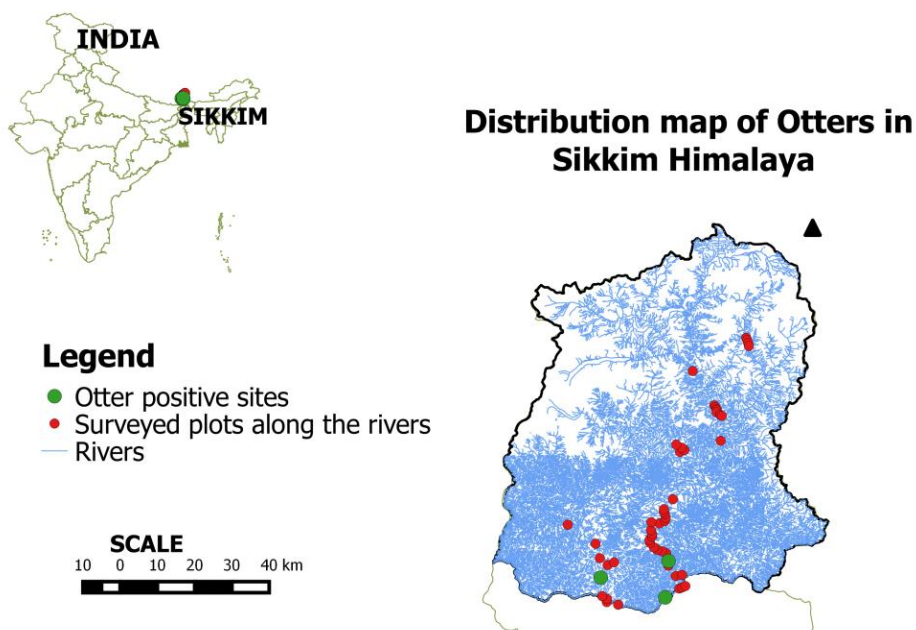 INDIA
SIKKIM
Distribution map of Otters in
Sikkim Himalaya
Legend
Otter positive sites
Surveyed plots along the rivers
Rivers
SCALE
10 0 10 20 30 40 km